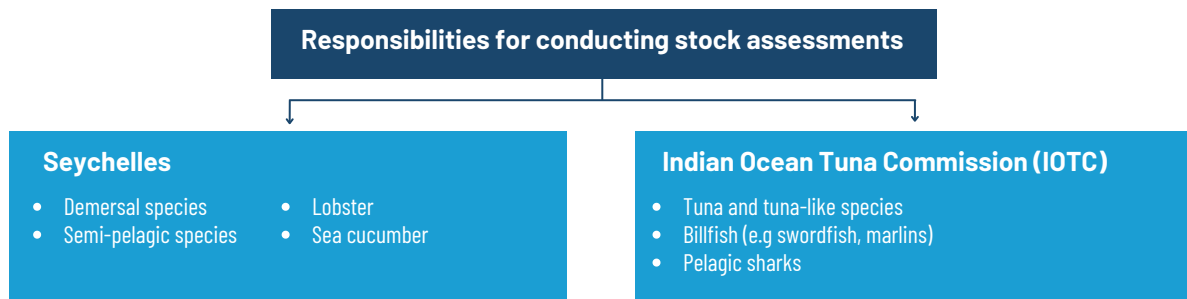 Responsibilities for conducting stock assessments
Seychelles
• Demersal species
• Semi-pelagic species
• Lobster
• Sea cucumber
Indian Ocean Tuna Commission (IOTC)
• Tuna and tuna-like species
• Billfish (e.g swordfish, marlins)
• Pelagic sharks